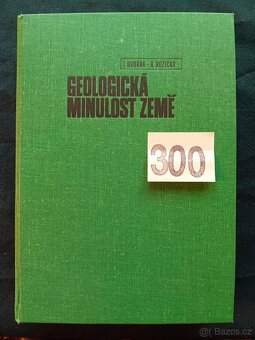 J. DVOŘÁK - B. RŮŽIČKA
GEOLOGICKÁ
MINULOST ZEMĚ
300
© Bazos.cz